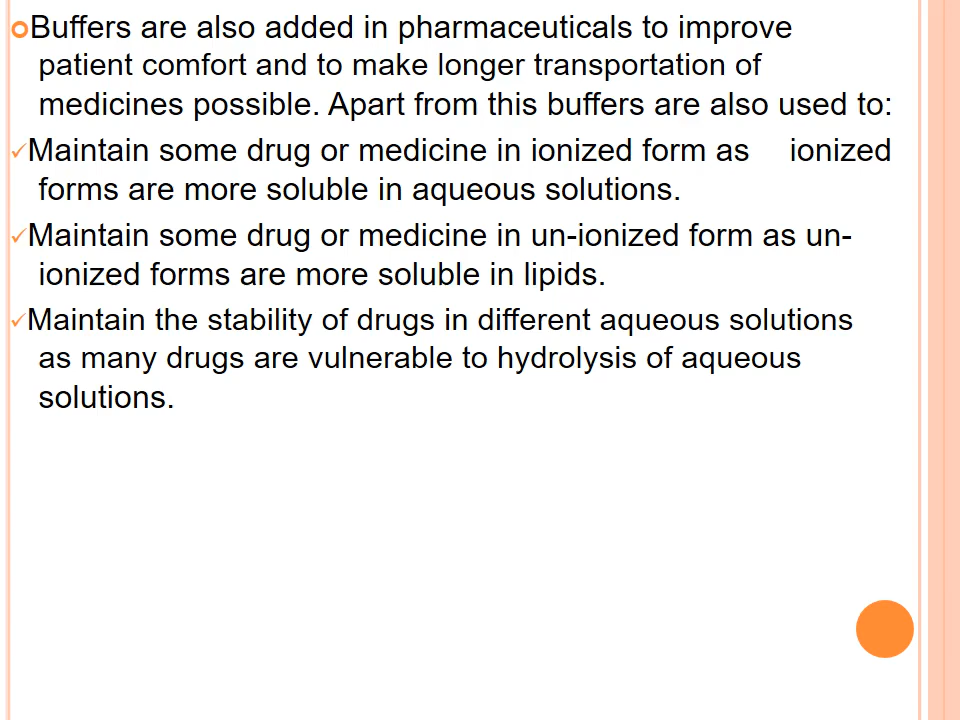 Buffers are also added in pharmaceuticals to improve
patient comfort and to make longer transportation of
medicines possible. Apart from this buffers are also used to:
✓Maintain some drug or medicine in ionized form as ionized
forms are more soluble in aqueous solutions.
✓Maintain some drug or medicine in un-ionized form as un-
ionized forms are more soluble in lipids.
✓Maintain the stability of drugs in different aqueous solutions
as many drugs are vulnerable to hydrolysis of aqueous
solutions.